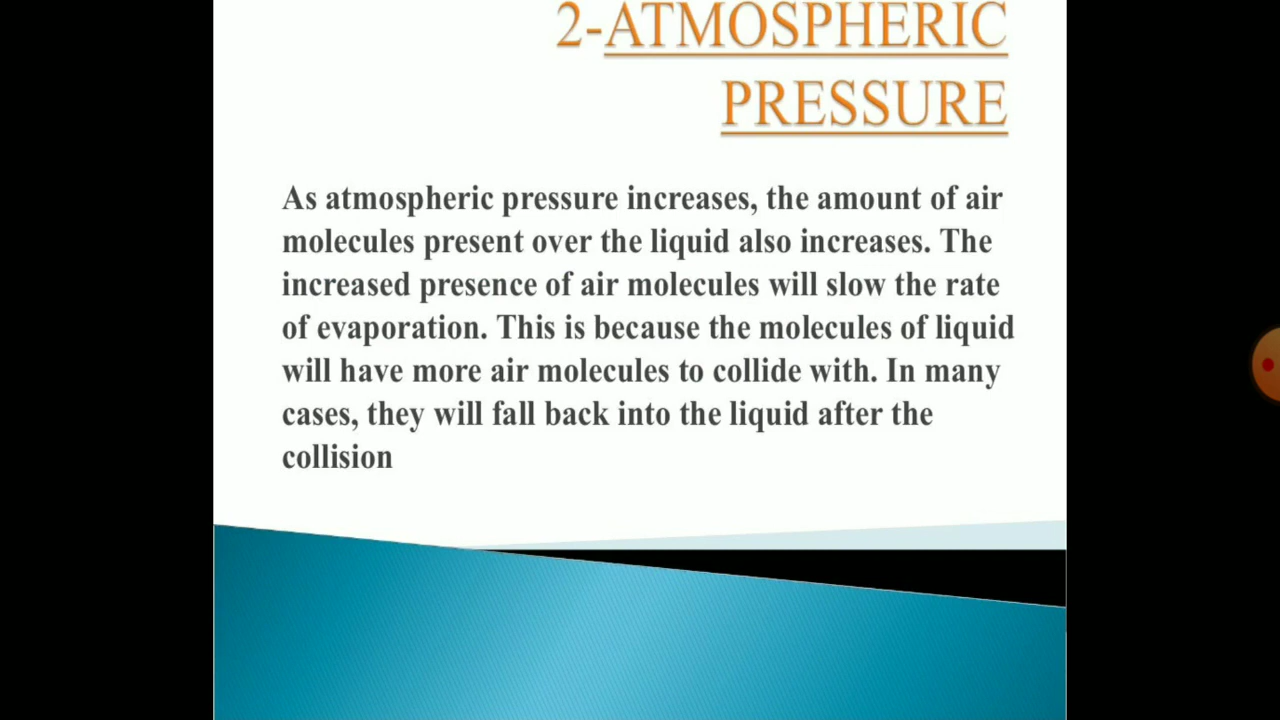 2-ATMOSPHERIC
PRESSURE
As atmospheric pressure increases, the amount of air
molecules present over the liquid also increases. The
increased presence of air molecules will slow the rate
of evaporation. This is because the molecules of liquid
will have more air molecules to collide with. In many
cases, they will fall back into the liquid after the
collision